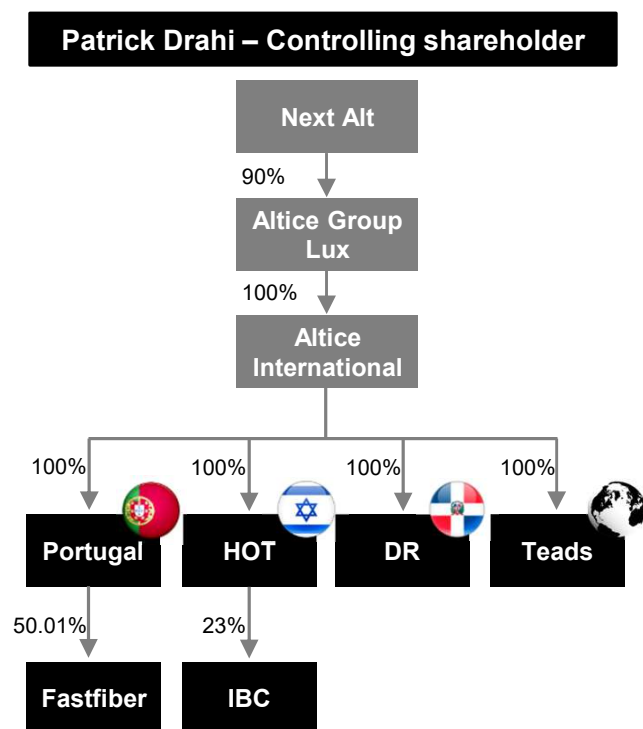 Patrick Drahi – Controlling shareholder
Next Alt
90%
Altice Group
Lux
100%
Altice
International
100%
100%
100%
100%
Portugal
HOT
DR
Teads
50.01%
23%
Fastfiber
IBC